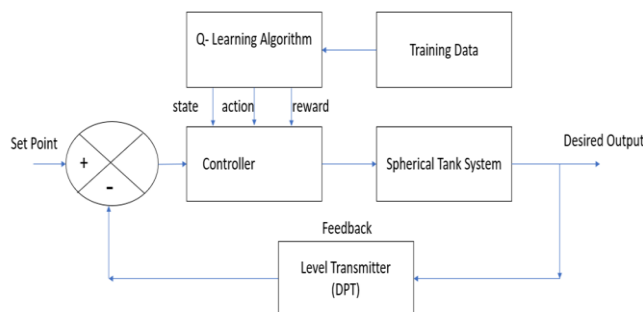 Q- Learning Algorithm
Training Data
state action reward
Set Point
+
-
Controller
Spherical Tank System
Desired Output
Feedback
Level Transmitter
(DPT)